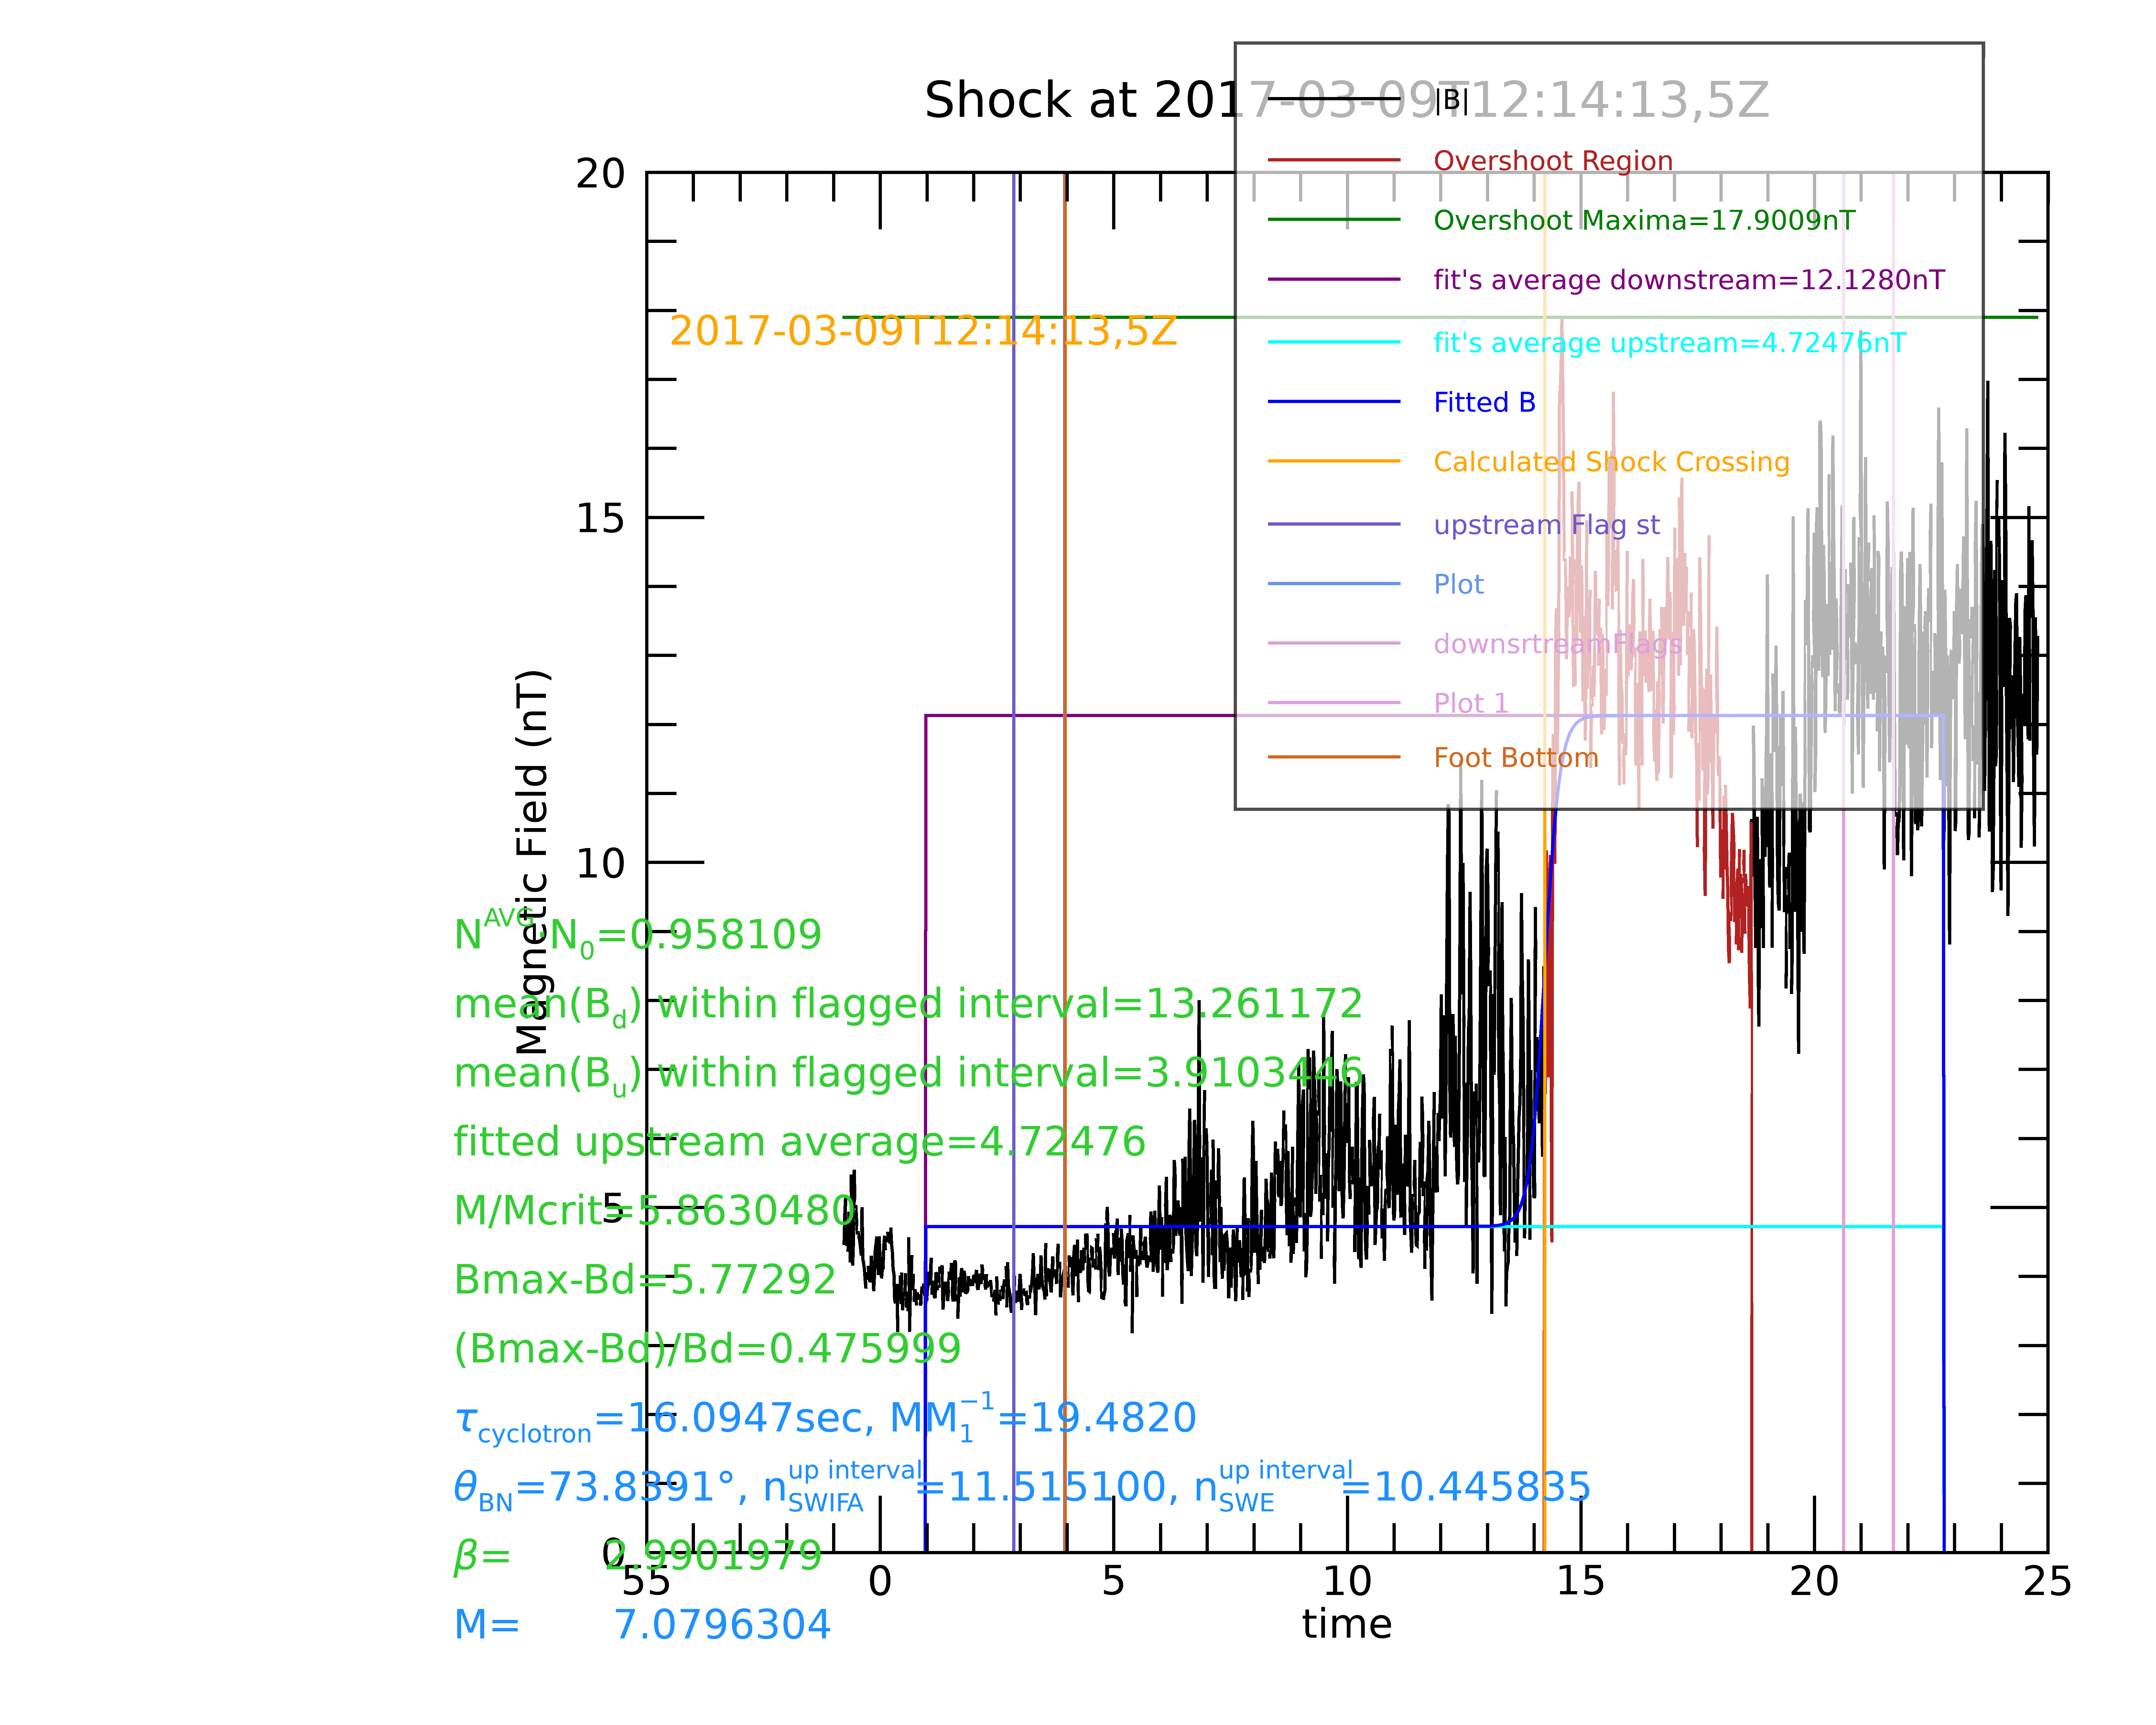 Shock at 2017-03-09T12:14:13,5Z
|B|
Overshoot Region
Overshoot Maxima=17.9009nT
fit's average downstream=12.1280nT
fit's average upstream=4.72476nT
Fitted B
Calculated Shock Crossing
upstream Flag st
Plot
downsrtreamFlags
Plot 1
Foot Bottom
2017-03-09T12:14:13,5Z
20
15
10
5
0
Magnetic Field (nT)
N^AVG·N_0=0.958109
mean(B_d) within flagged interval=13.261172
mean(B_u) within flagged interval=3.9103446
fitted upstream average=4.72476
M/Mcrit=5.8630480
Bmax-Bd=5.77292
(Bmax-Bd)/Bd=0.475999
τ_cyclotron=16.0947sec, MM_1^−1=19.4820
θ_BN=73.8391°, n_SWIFA^up interval=11.515100, n_SWE^up interval=10.445835
β= 2.9901979
M= 7.0796304
55 0 5 10 15 20 25
time